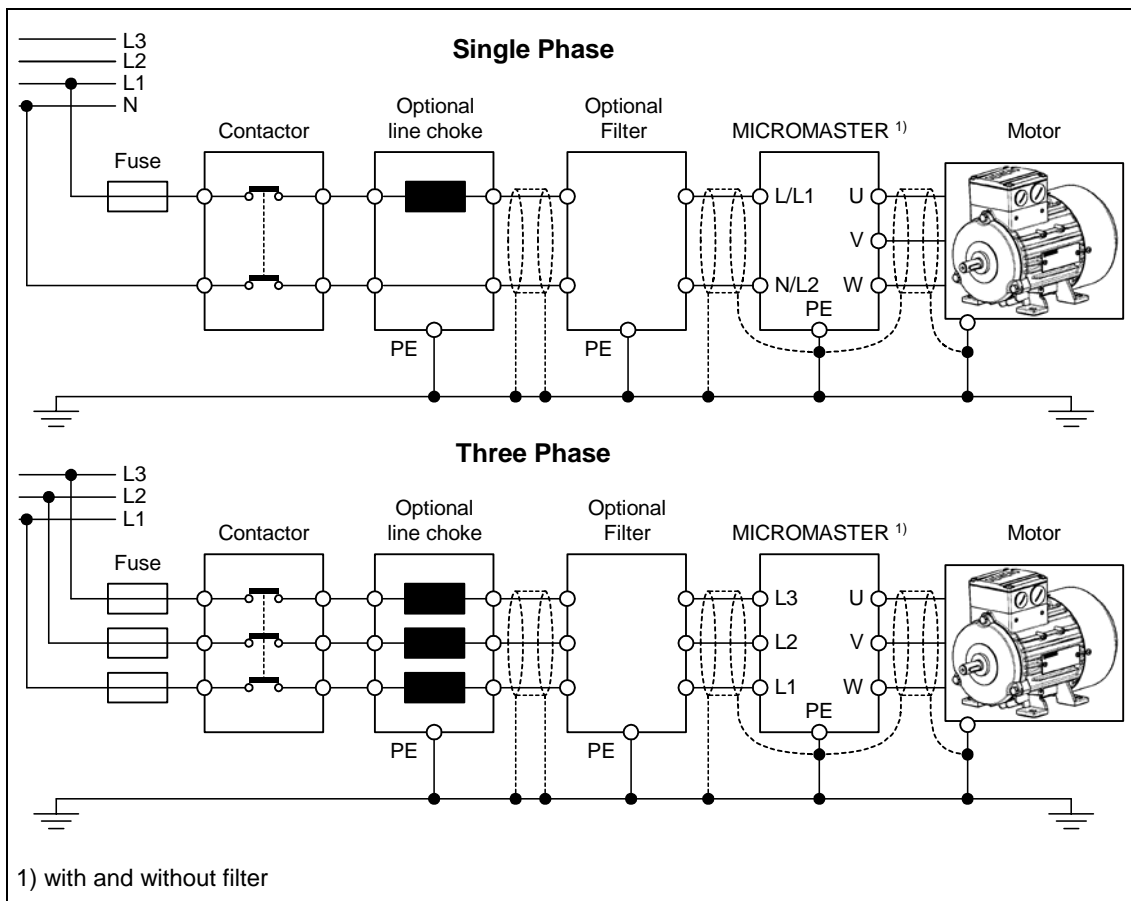 Single Phase
L3
L2
L1
N
Fuse
Contactor
Optional
line choke
Optional
Filter
MICROMASTER 1)
Motor
L/L1
U
V
N/L2
W
PE
PE
PE
Three Phase
L3
L2
L1
Fuse
Contactor
Optional
line choke
Optional
Filter
MICROMASTER 1)
Motor
L3
U
L2
V
L1
W
PE
PE
PE
1) with and without filter